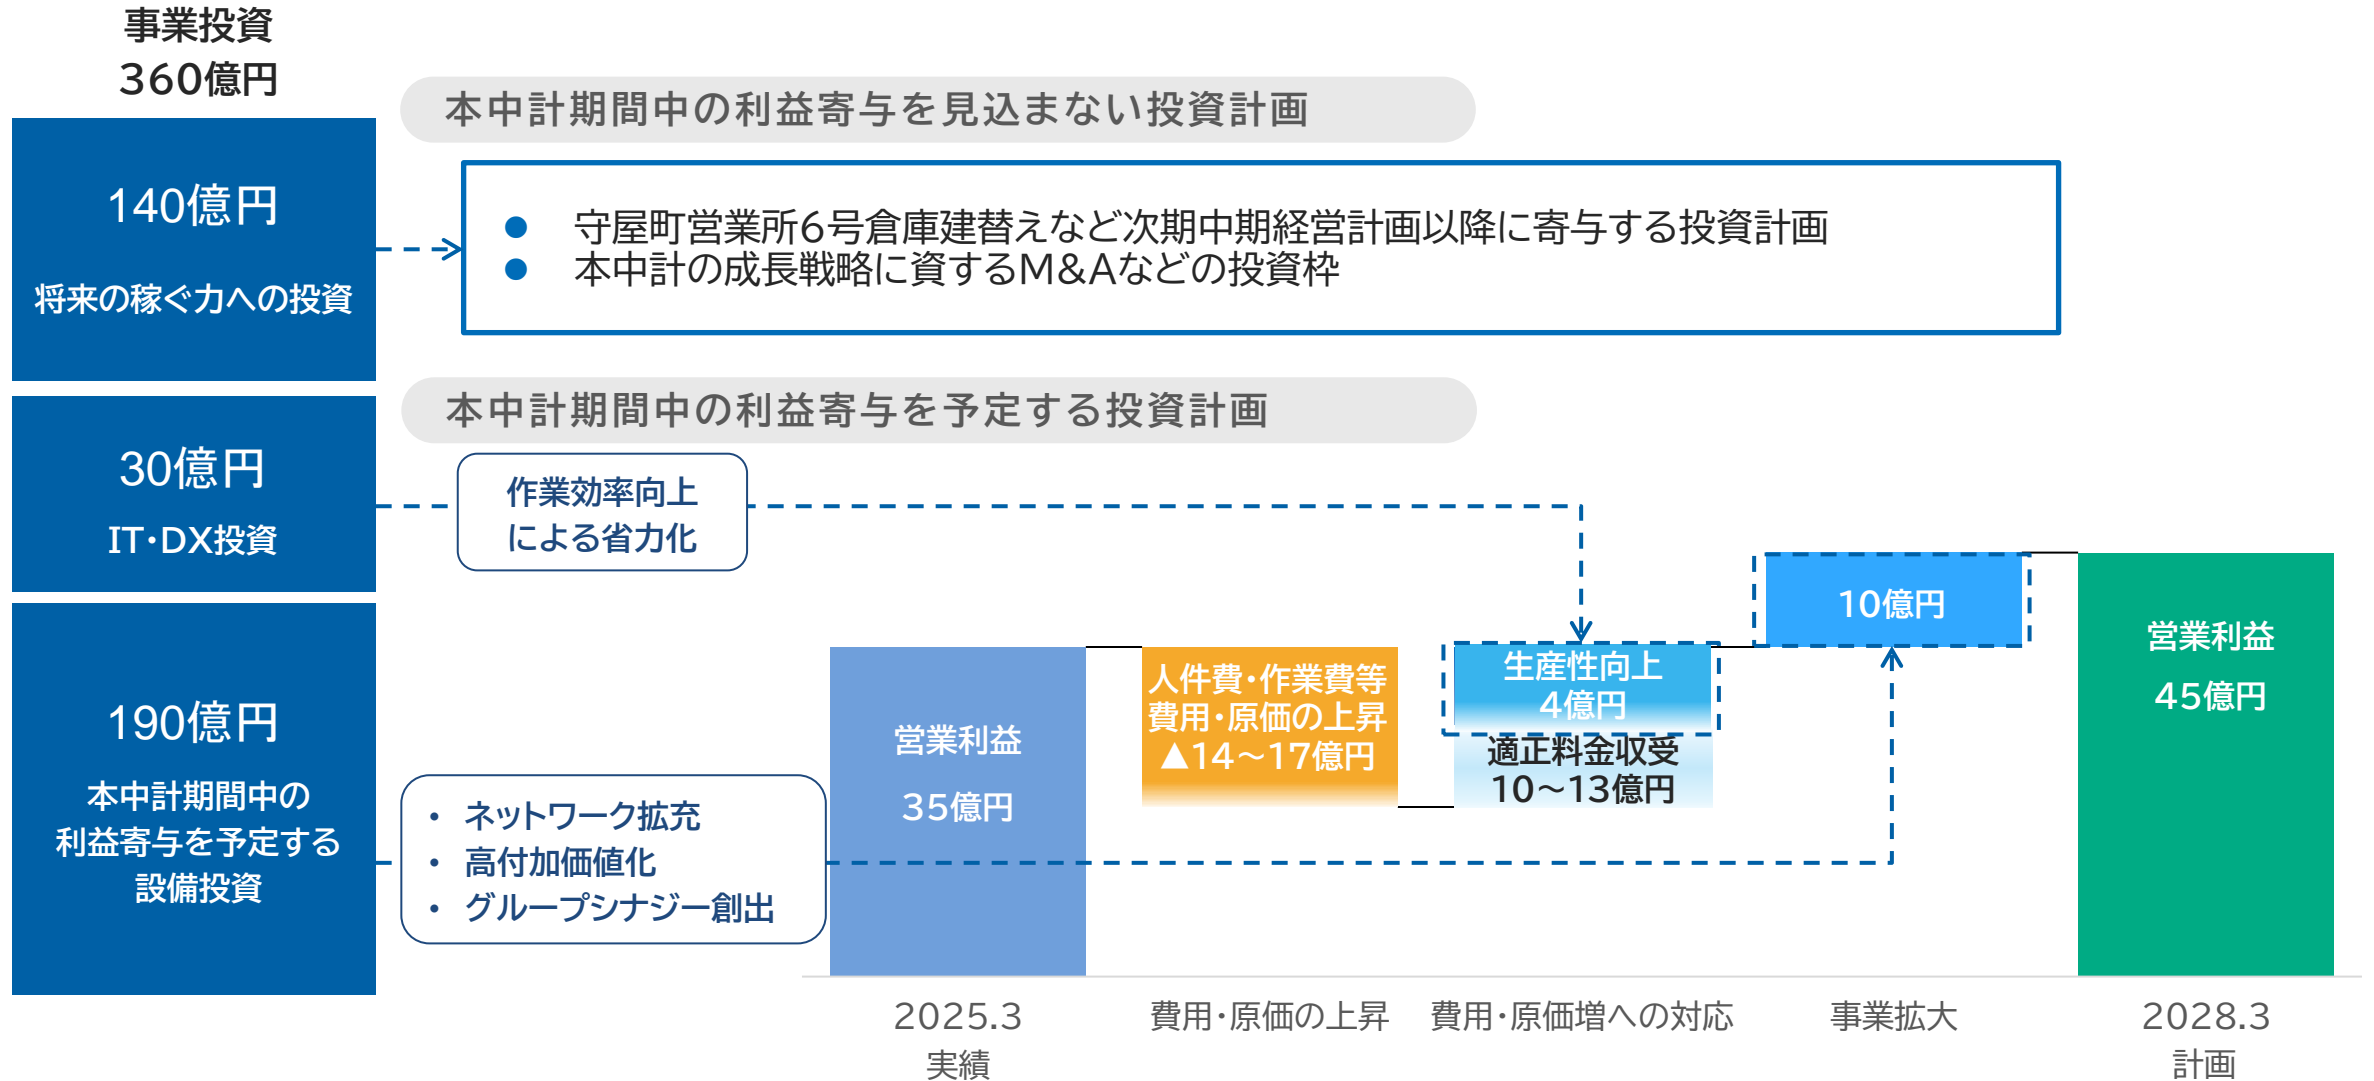 事業投資
360億円
本中計期間中の利益寄与を見込まない投資計画
140億円
将来の稼ぐ力への投資
● 守屋町営業所6号倉庫建替えなど次期中期経営計画以降に寄与する投資計画
● 本中計の成長戦略に資するM&Aなどの投資枠
本中計期間中の利益寄与を予定する投資計画
30億円
IT・DX投資
作業効率向上
による省力化
190億円
本中計期間中の
利益寄与を予定する
設備投資
• ネットワーク拡充
• 高付加価値化
• グループシナジー創出
営業利益
35億円
人件費・作業費等
費用・原価の上昇
▲14～17億円
生産性向上
4億円
適正料金収受
10～13億円
10億円
営業利益
45億円
2025.3
実績
費用・原価の上昇
費用・原価増への対応
事業拡大
2028.3
計画